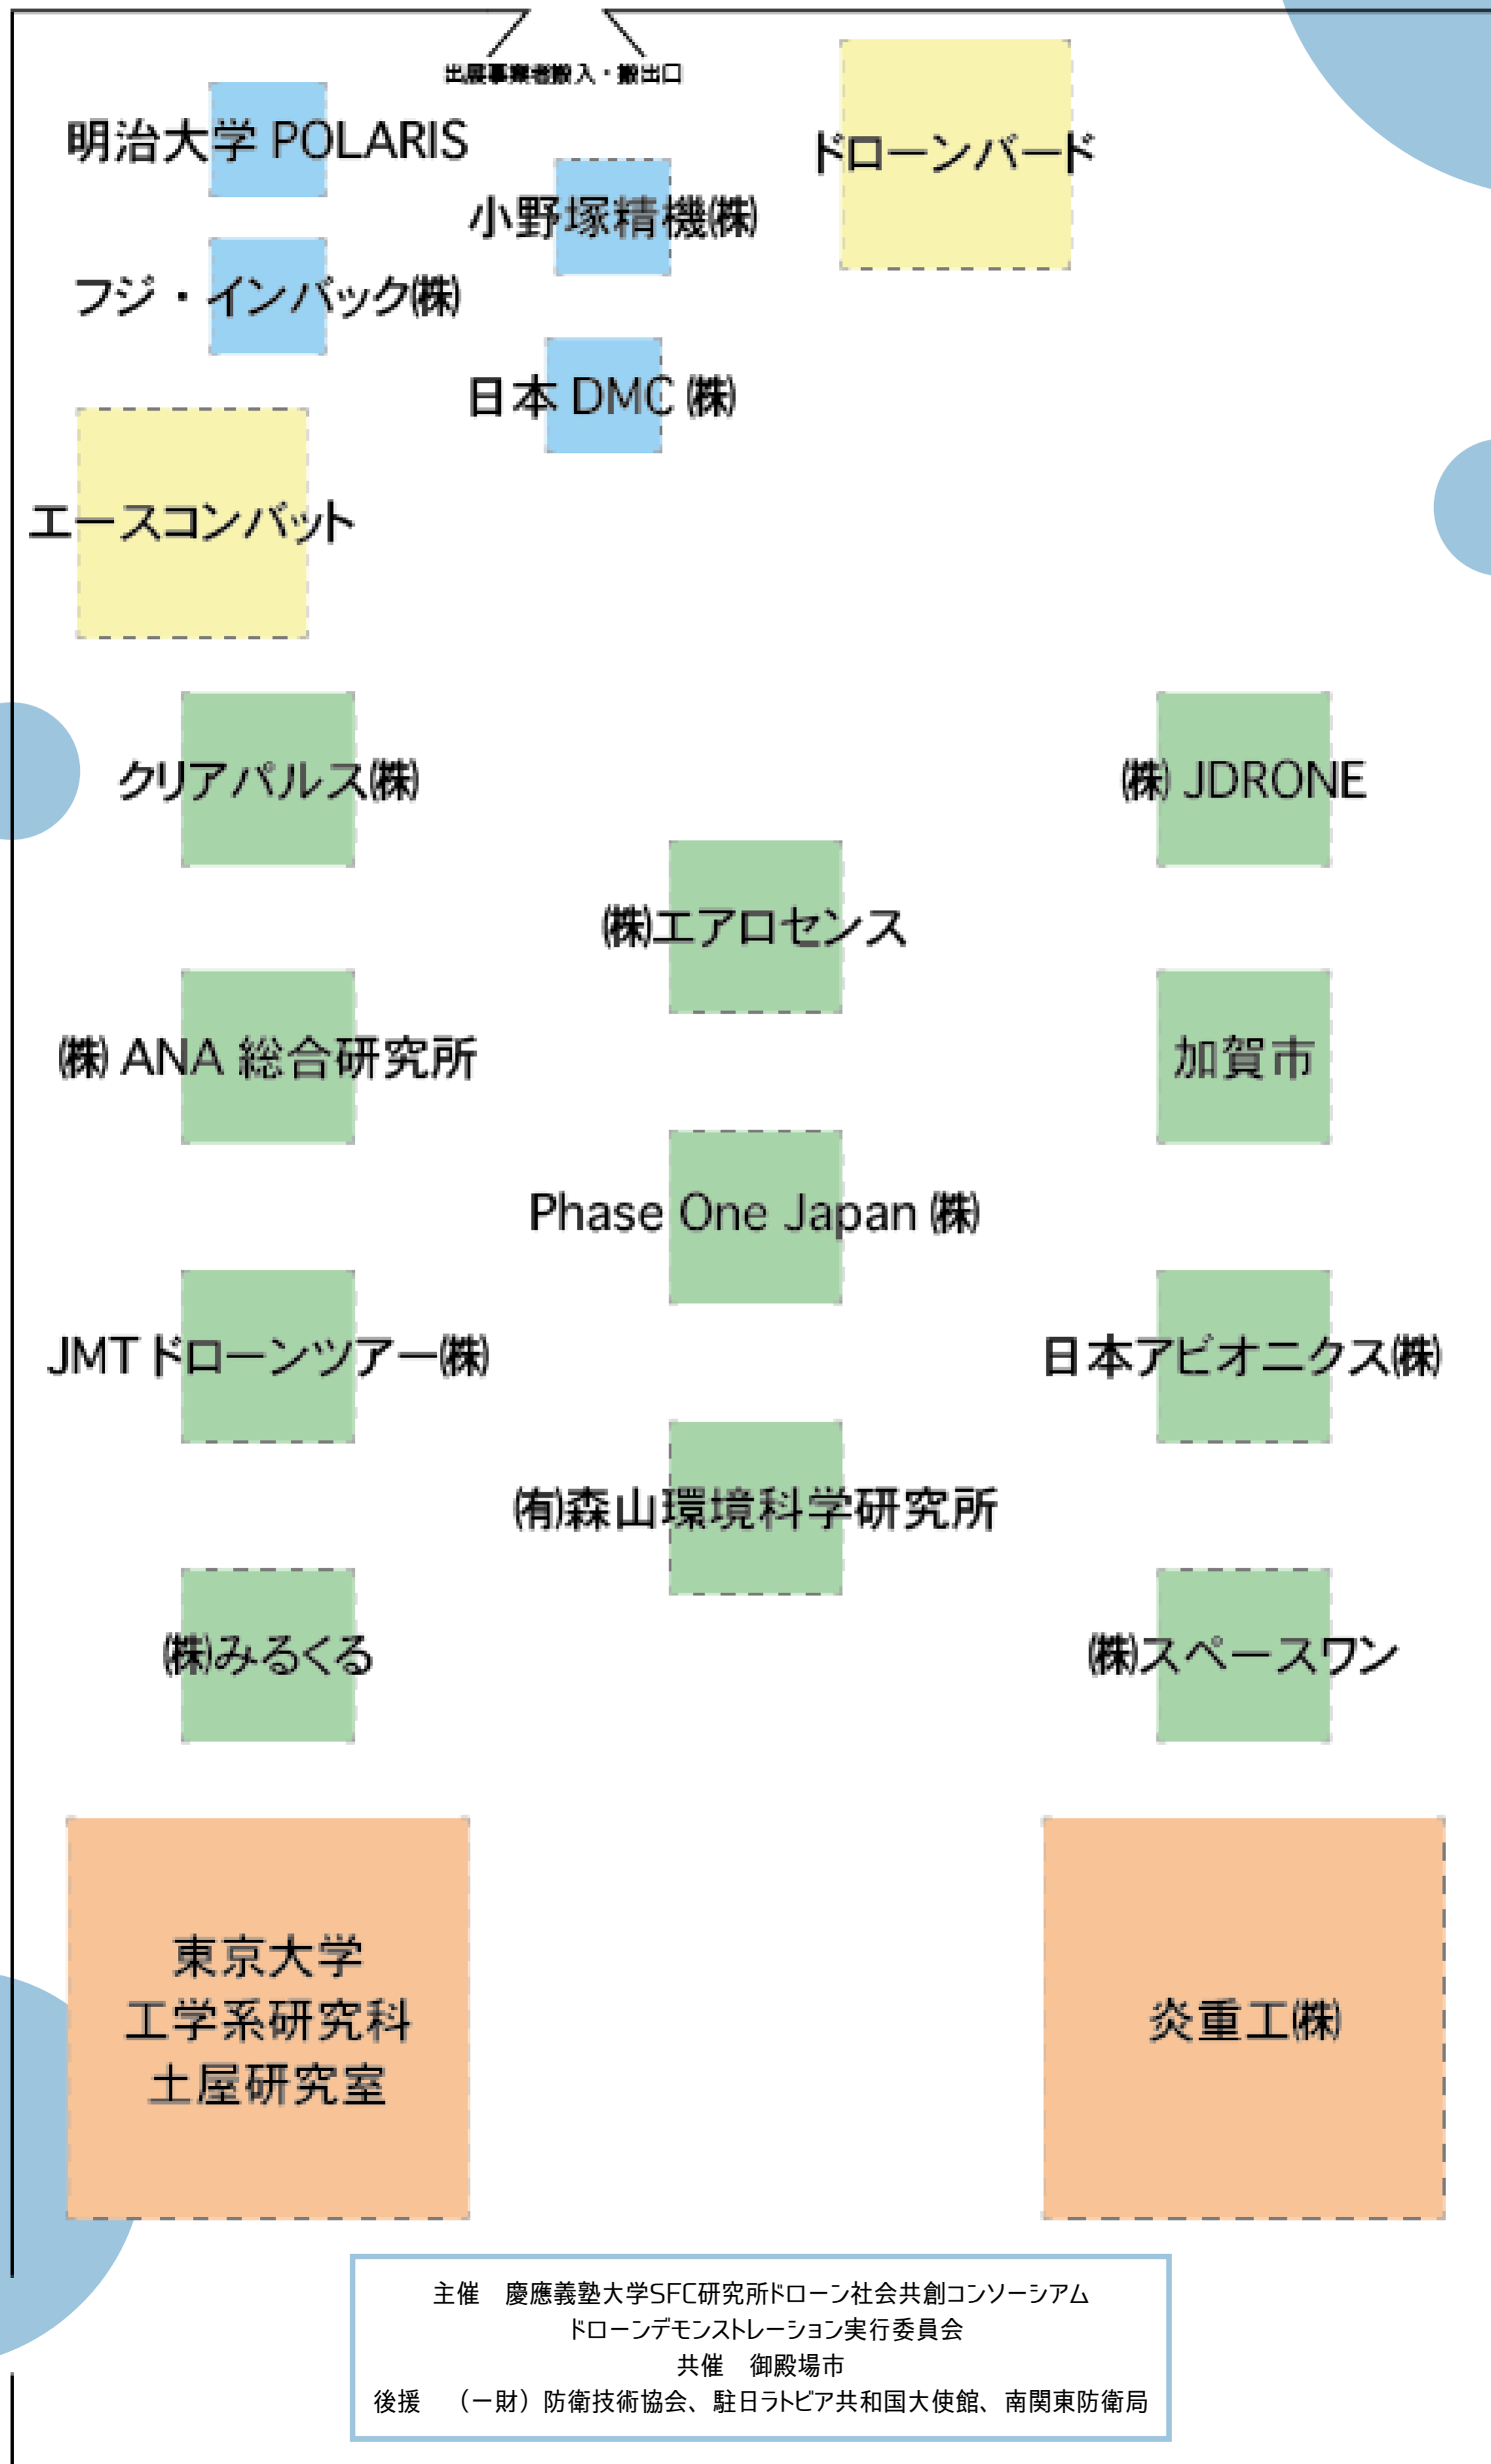 出展事業者搬入・搬出口
明治大学 POLARIS
ドローンバード
小野塚精機㈱
フジ・インバック㈱
日本 DMC ㈱
エースコンバット
クリアパルス㈱
㈱ JDRONE
㈱エアロセンス
㈱ ANA 総合研究所
加賀市
Phase One Japan ㈱
JMT ドローンツアー㈱
日本アビオニクス㈱
㈲森山環境科学研究所
㈱みるくる
㈱スペースワン
東京大学
工学系研究科
土屋研究室
炎重工㈱
主催　慶應義塾大学SFC研究所ドローン社会共創コンソーシアム
ドローンデモンストレーション実行委員会
共催　御殿場市
後援　（一財）防衛技術協会、駐日ラトビア共和国大使館、南関東防衛局